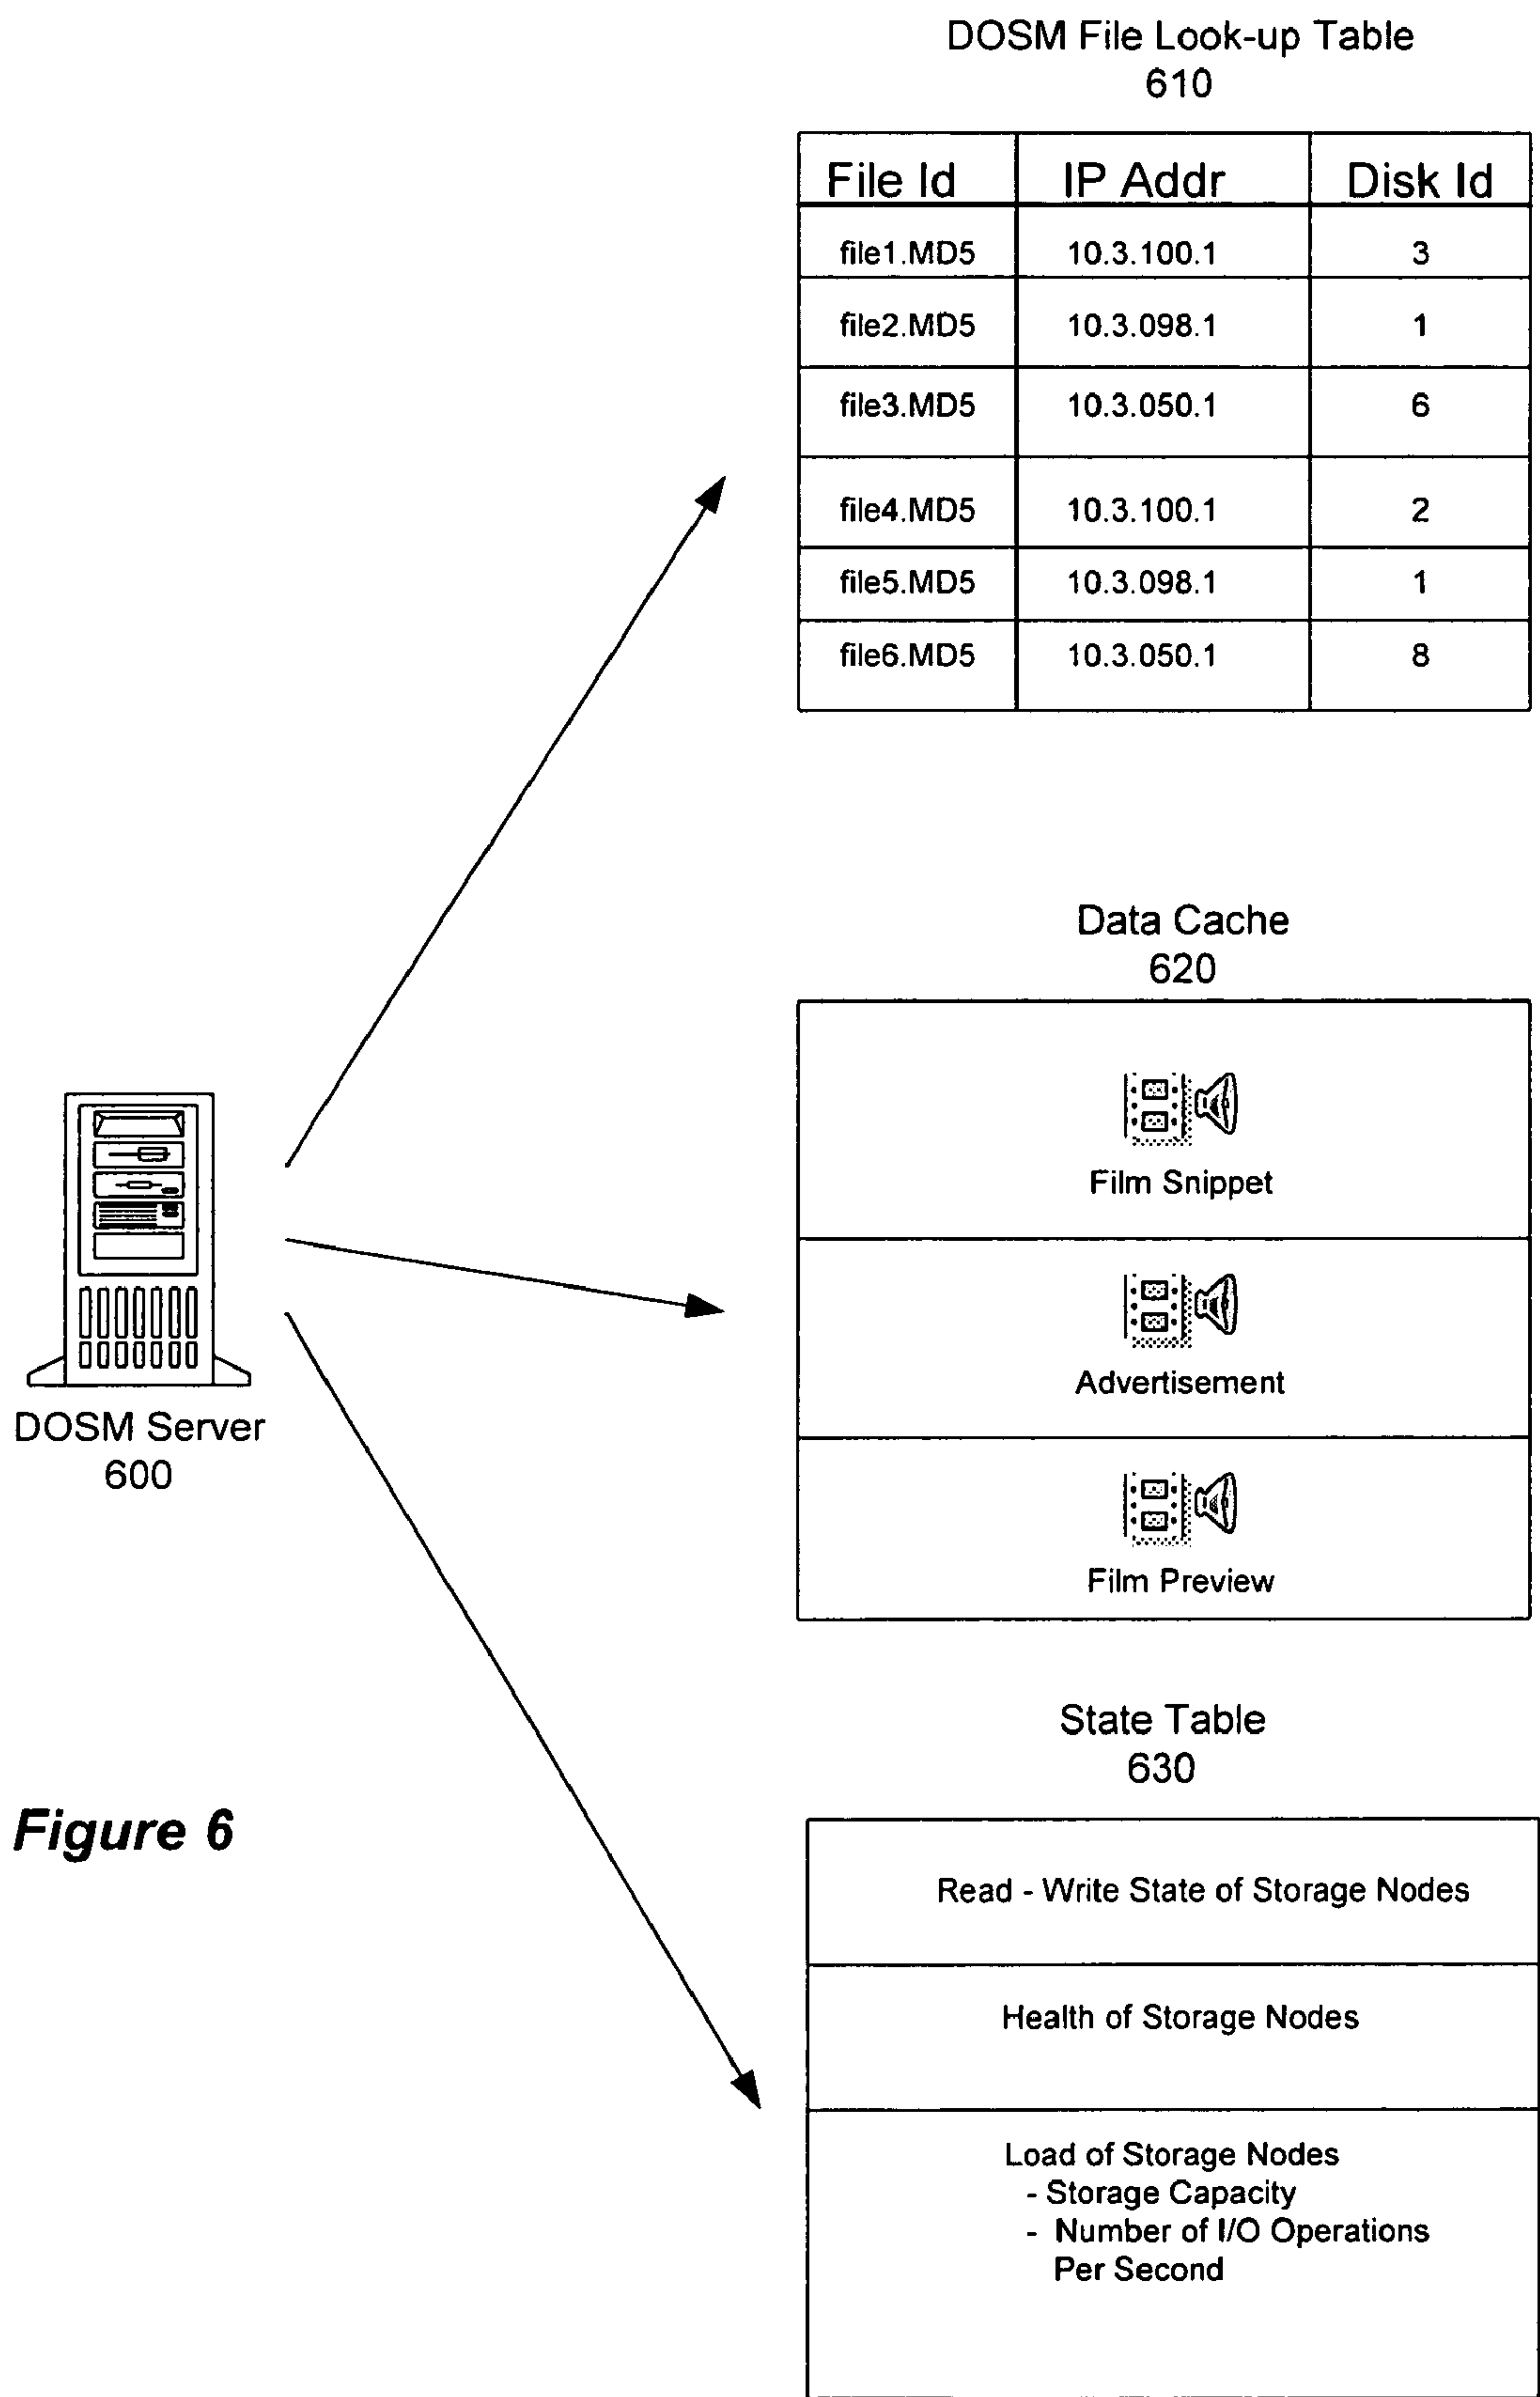 DOSM File Look-up Table
610
File Id IP Addr Disk Id
file1.MD5 10.3.100.1 3
file2.MD5 10.3.098.1 1
file3.MD5 10.3.050.1 6
file4.MD5 10.3.100.1 2
file5.MD5 10.3.098.1 1
file6.MD5 10.3.050.1 8
Data Cache
620
Film Snippet
Advertisement
Film Preview
DOSM Server
600
State Table
630
Read - Write State of Storage Nodes
Health of Storage Nodes
Load of Storage Nodes
- Storage Capacity
- Number of I/O Operations
Per Second
Figure 6